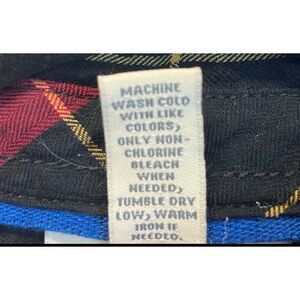 MACHINE
WASH COLD
WITH LIKE
COLORS,
ONLY NON-
CHLORINE
BLEACH
WHEN
NEEDED,
TUMBLE DRY
LOW, WARM
IRON IF
NEEDED.